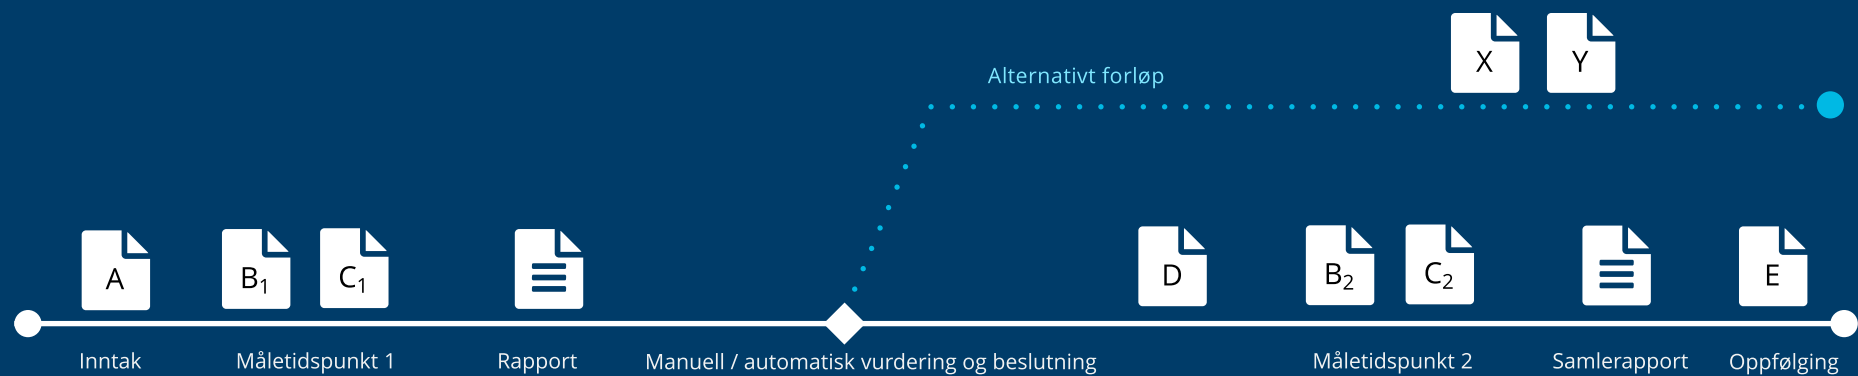 X Y
Alternativt forløp
A B₁ C₁ D B₂ C₂ E
Inntak Måletidspunkt 1 Rapport Manuell / automatisk vurdering og beslutning Måletidspunkt 2 Samlerapport Oppfølging